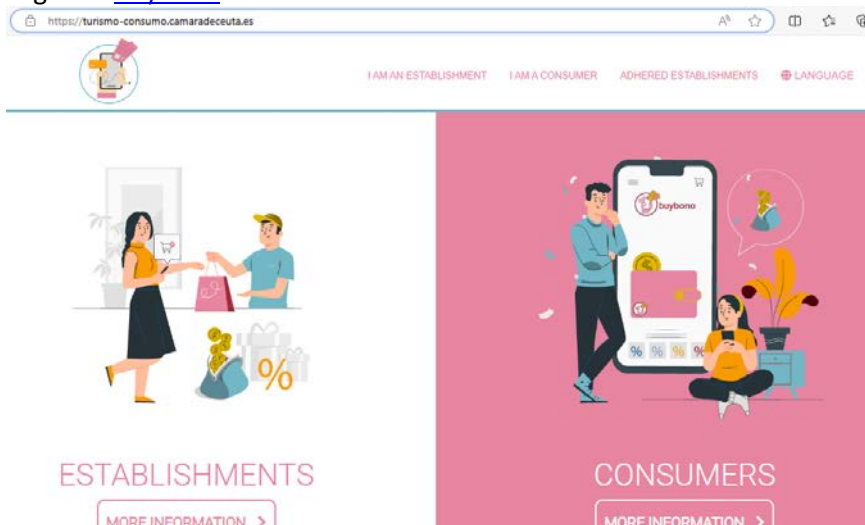 https://turismo-consumo.camaradeceuta.es
I AM AN ESTABLISHMENT I AM A CONSUMER ADHERED ESTABLISHMENTS LANGUAGE
buybono
% % % %
%
ESTABLISHMENTS
MORE INFORMATION >
CONSUMERS
MORE INFORMATION >